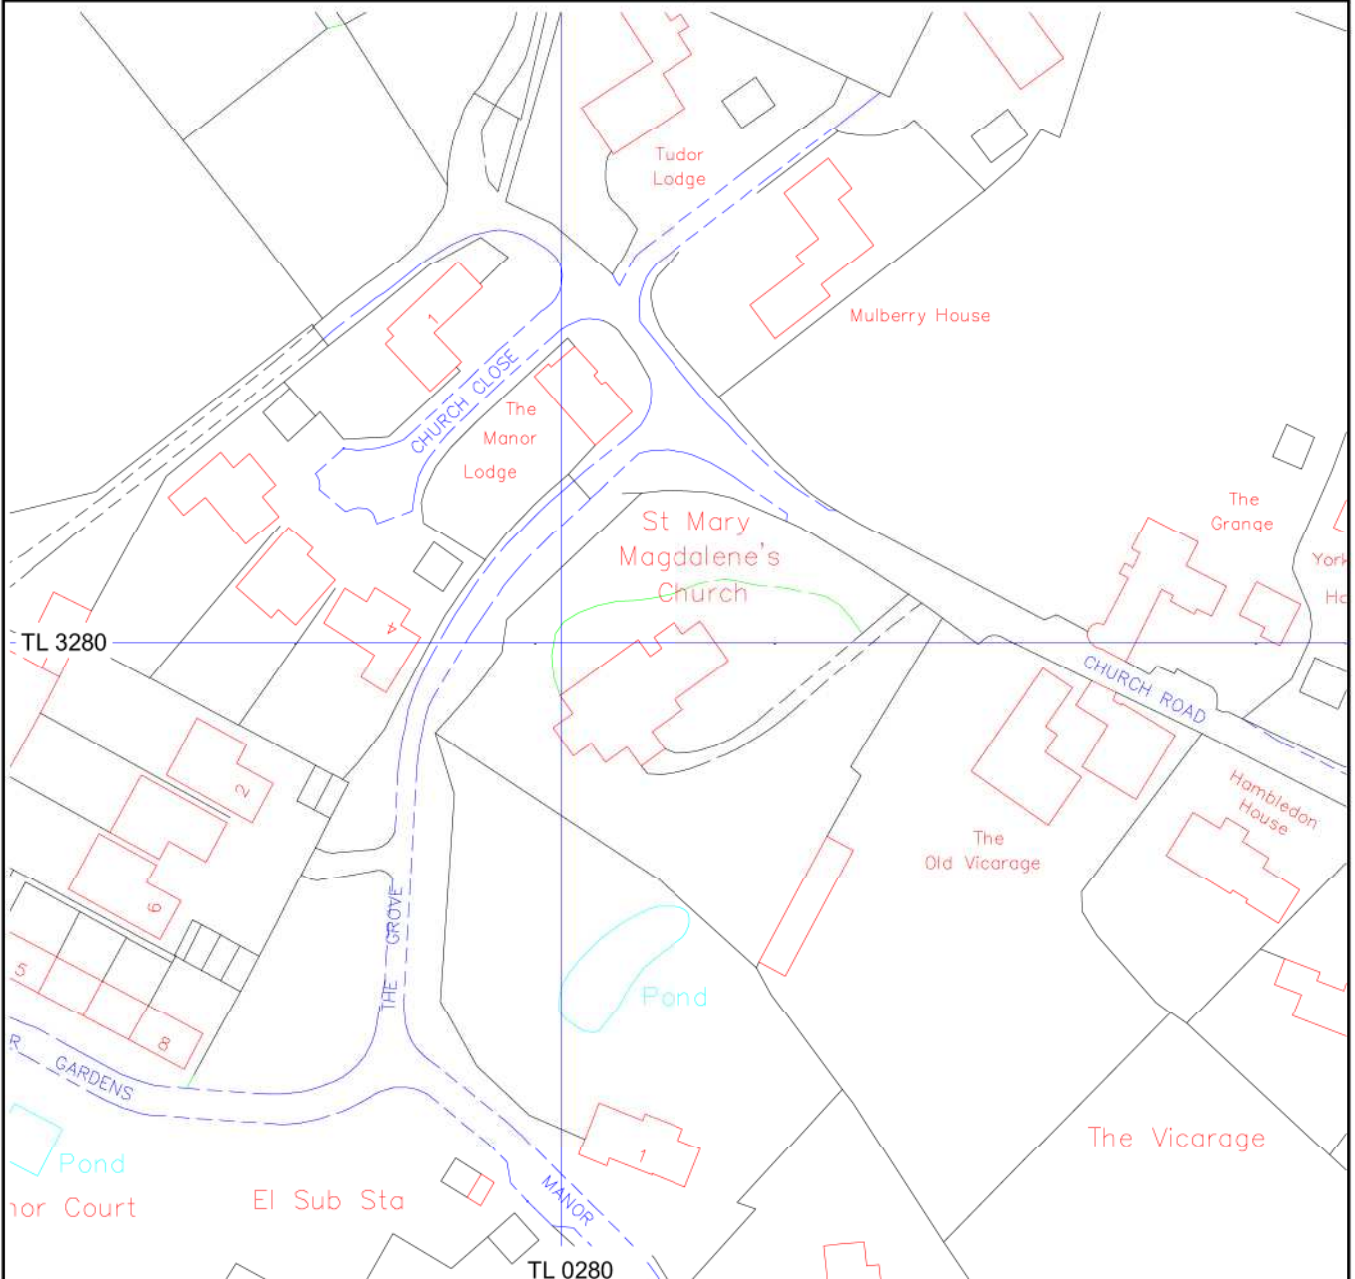 Tudor
Lodge
Mulberry House
1
CHURCH CLOSE
The
Manor
Lodge
St Mary
Magdalene's
Church
The
Grange
York
Ho
4
TL 3280
CHURCH ROAD
2
Hambledon
House
The
Old Vicarage
6
THE GROVE
5
8
Pond
R GARDENS
The Vicarage
1
Pond
nor Court
El Sub Sta
MANOR
TL 0280